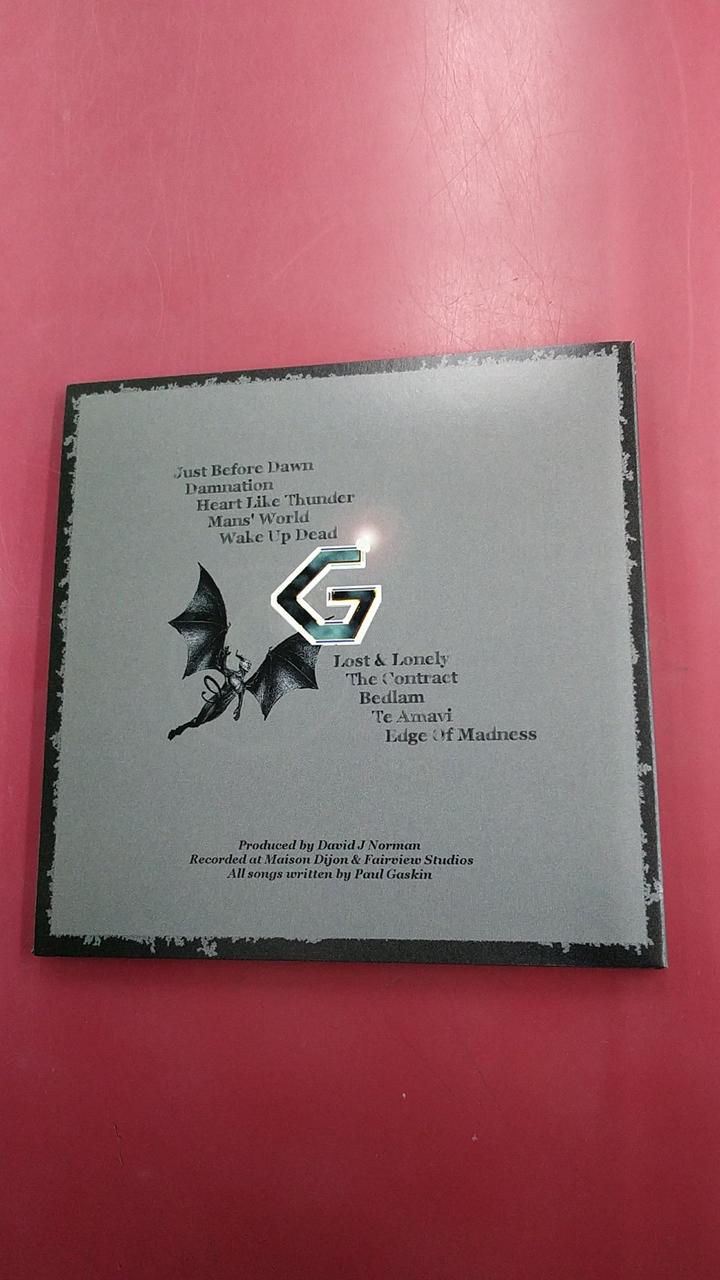 Just Before Dawn
Damnation
Heart Like Thunder
Mans' World
Wake Up Dead
G
Lost & Lonely
The Contract
Bedlam
Te Amavi
Edge Of Madness
Produced by David J Norman
Recorded at Maison Dijon & Fairview Studios
All songs written by Paul Gaskin